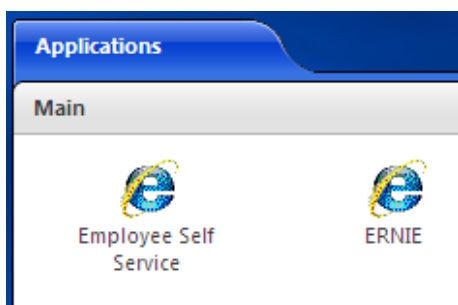 Applications
Main
Employee Self
Service
ERNIE